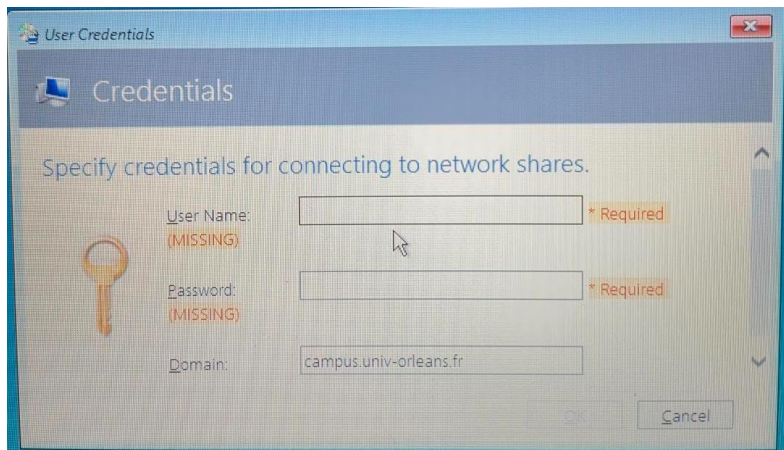 User Credentials
Credentials
Specify credentials for connecting to network shares.
User Name:
* Required
(MISSING)
Password:
* Required
(MISSING)
Domain:
campus.univ-orleans.fr
OK
Cancel